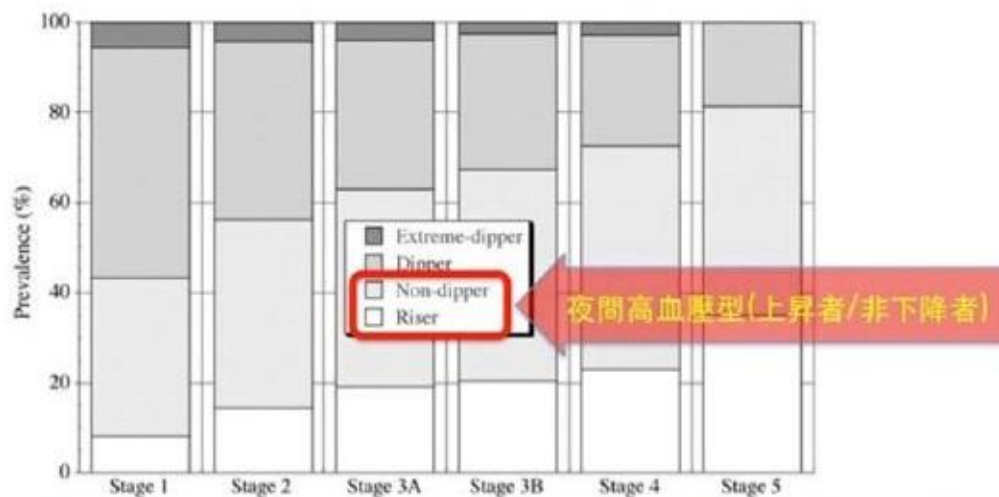 100
80
60
40
20
0
Prevalence (%)
Extreme-dipper
Dipper
Non-dipper
Riser
夜間高血壓型(上昇者/非下降者)
Stage 1
Stage 2
Stage 3A
Stage 3B
Stage 4
Stage 5